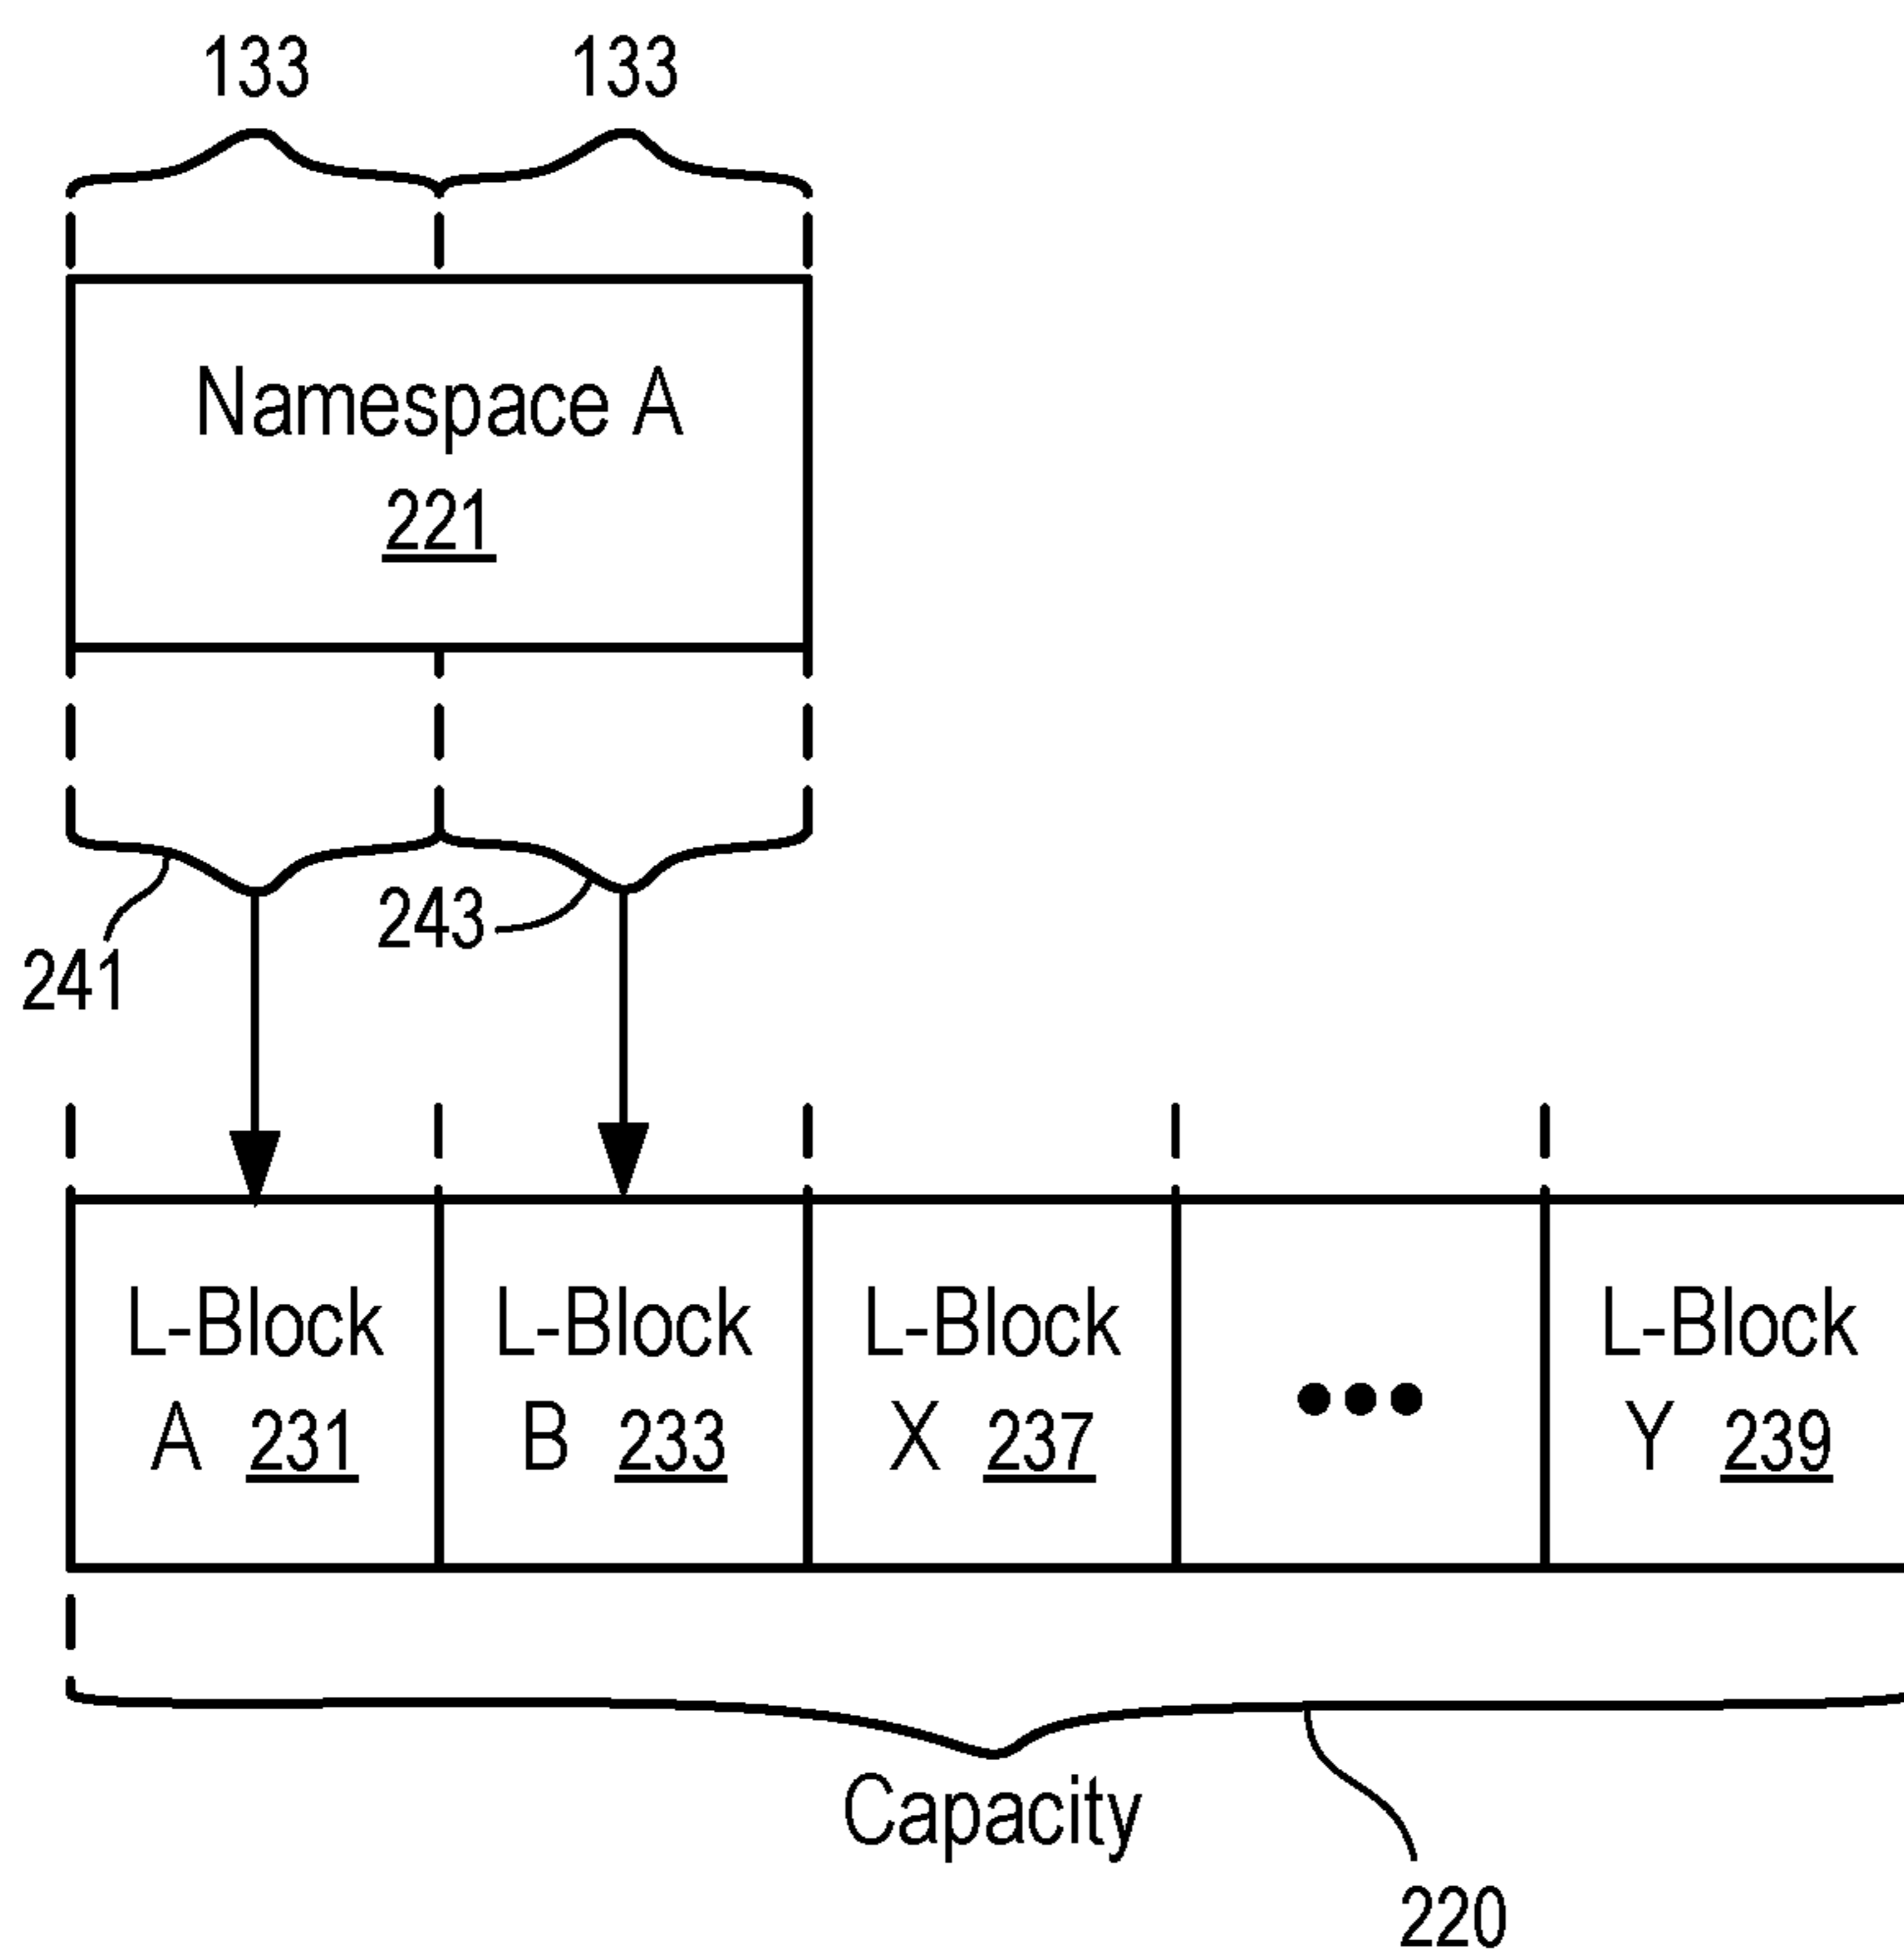 133 133
Namespace A
221
241
243
L-Block
A 231
L-Block
B 233
L-Block
X 237
L-Block
Y 239
Capacity
220